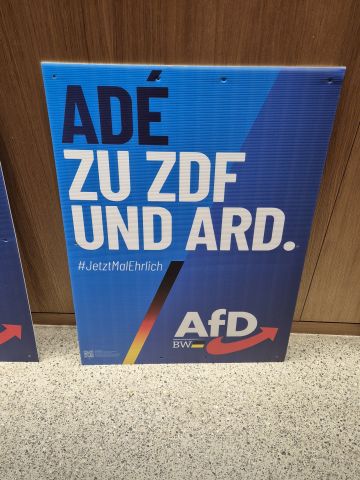 ADÉ
ZU ZDF
UND ARD.
#JetztMalEhrlich
AfD
BW